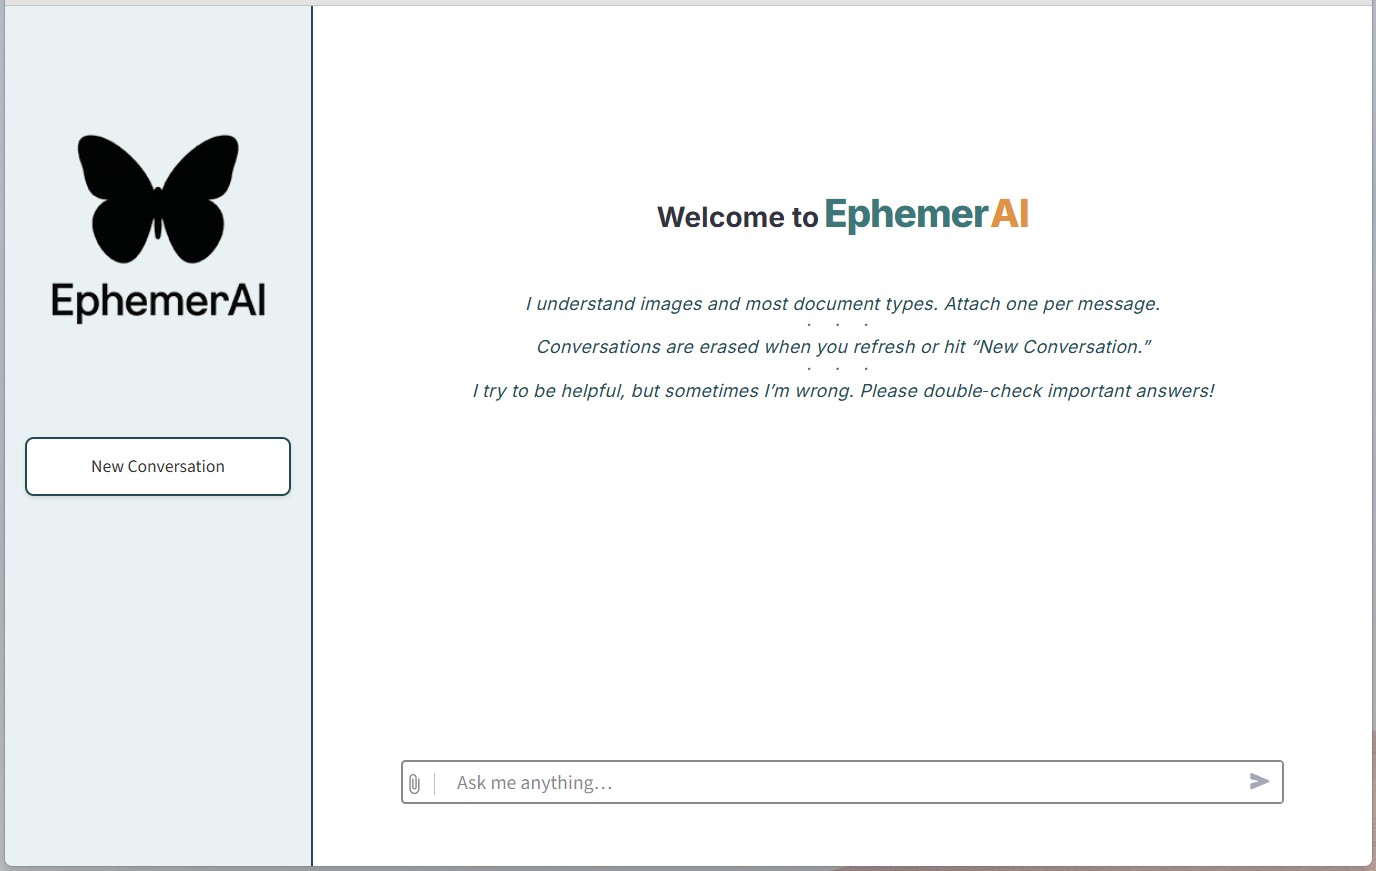 EphemerAI
New Conversation
Welcome to EphemerAI
I understand images and most document types. Attach one per message.
· · ·
Conversations are erased when you refresh or hit “New Conversation.”
· · ·
I try to be helpful, but sometimes I’m wrong. Please double-check important answers!
Ask me anything...